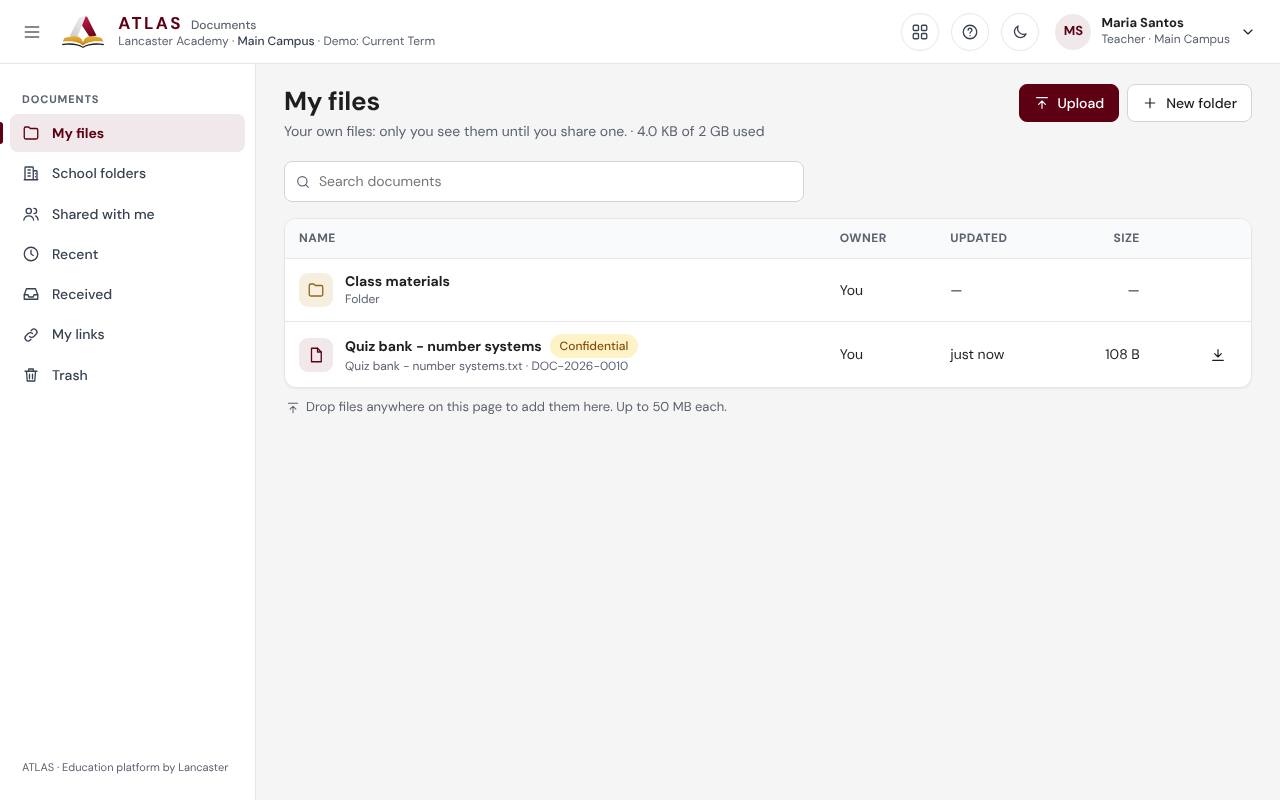 ATLAS Documents
Lancaster Academy · Main Campus · Demo: Current Term
MS
Maria Santos
Teacher · Main Campus
DOCUMENTS
My files
School folders
Shared with me
Recent
Received
My links
Trash
ATLAS · Education platform by Lancaster
My files
Your own files: only you see them until you share one. · 4.0 KB of 2 GB used
Upload
New folder
Search documents
NAME OWNER UPDATED SIZE
Class materials
Folder
You — —
Quiz bank - number systems Confidential
Quiz bank - number systems.txt · DOC-2026-0010
You just now 108 B
Drop files anywhere on this page to add them here. Up to 50 MB each.